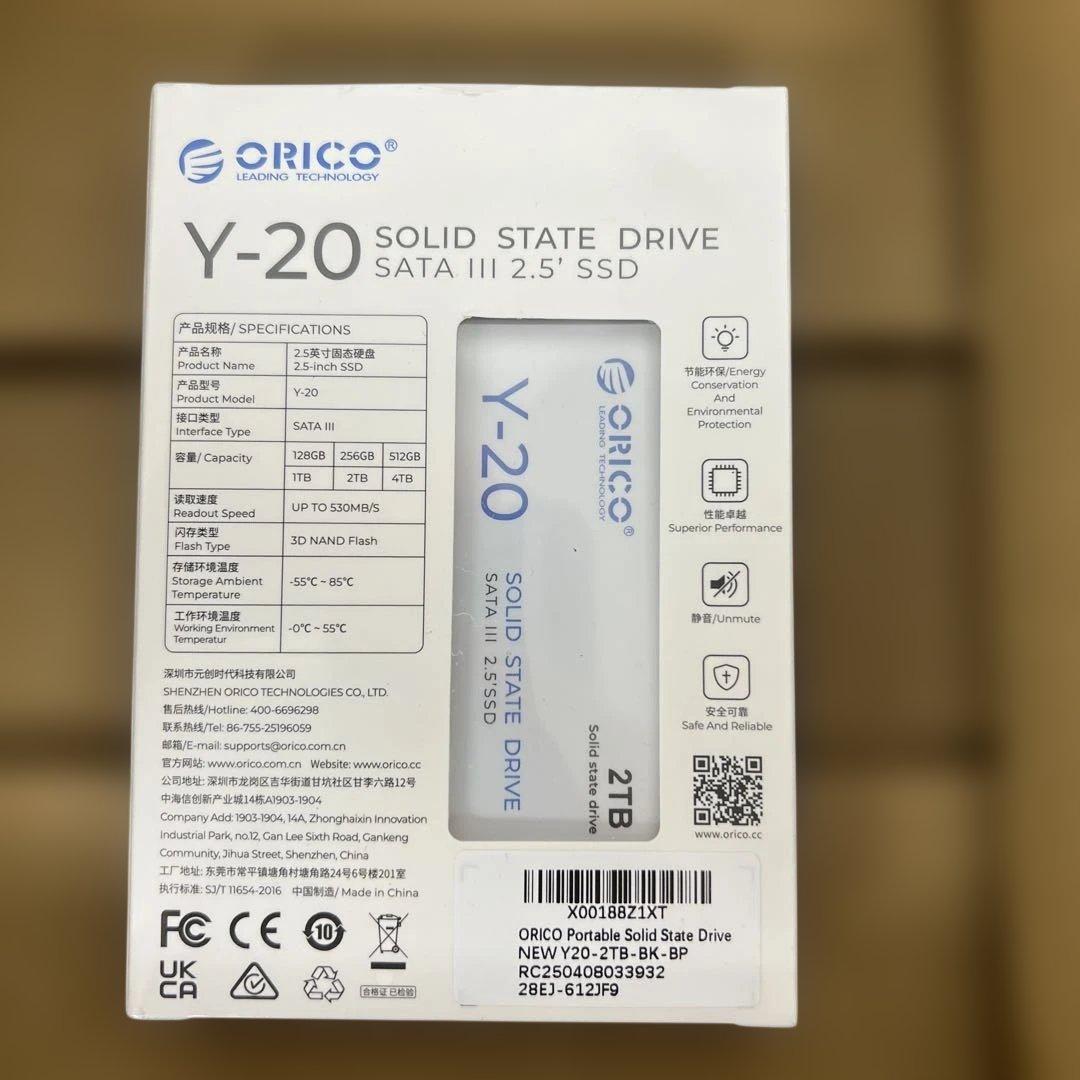 ORICO®
LEADING TECHNOLOGY
Y-20
SOLID STATE DRIVE
SATA III 2.5' SSD
产品规格/ SPECIFICATIONS
产品名称
Product Name
2.5英寸固态硬盘
2.5-inch SSD
产品型号
Product Model
Y-20
接口类型
Interface Type
SATA III
容量/ Capacity
128GB 256GB 512GB
1TB 2TB 4TB
读取速度
Readout Speed
UP TO 530MB/S
闪存类型
Flash Type
3D NAND Flash
存储环境温度
Storage Ambient
Temperature
-55℃ ~ 85℃
工作环境温度
Working Environment
Temperatur
-0℃ ~ 55℃
深圳市元创时代科技有限公司
SHENZHEN ORICO TECHNOLOGIES CO., LTD.
售后热线/Hotline: 400-6696298
联系热线/Tel: 86-755-25196059
邮箱/E-mail: supports@orico.com.cn
官方网站: www.orico.com.cn Website: www.orico.cc
公司地址: 深圳市龙岗区吉华街道甘坑社区甘李六路12号
中海信创新产业城14栋A1903-1904
Company Add: 1903-1904, 14A, Zhonghaixin Innovation
Industrial Park, no.12, Gan Lee Sixth Road, Gankeng
Community, Jihua Street, Shenzhen, China
工厂地址: 东莞市常平镇塘角村塘角路24号6号楼201室
执行标准: SJ/T 11654-2016 中国制造/ Made in China
FC CE 10
UK
CA
合格证 已检验
ORICO®
LEADING TECHNOLOGY
Y-20
SOLID STATE DRIVE
SATA III 2.5'SSD
2TB
Solid state drive
节能环保/Energy
Conservation
And
Environmental
Protection
性能卓越
Superior Performance
静音/Unmute
安全可靠
Safe And Reliable
www.orico.cc
X00188Z1XT
ORICO Portable Solid State Drive
NEW Y20-2TB-BK-BP
RC250408033932
28EJ-612JF9